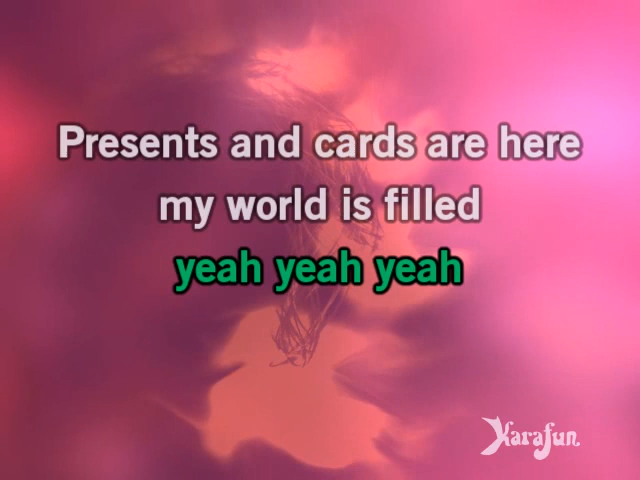 Presents and cards are here
my world is filled
yeah yeah yeah
Karafun